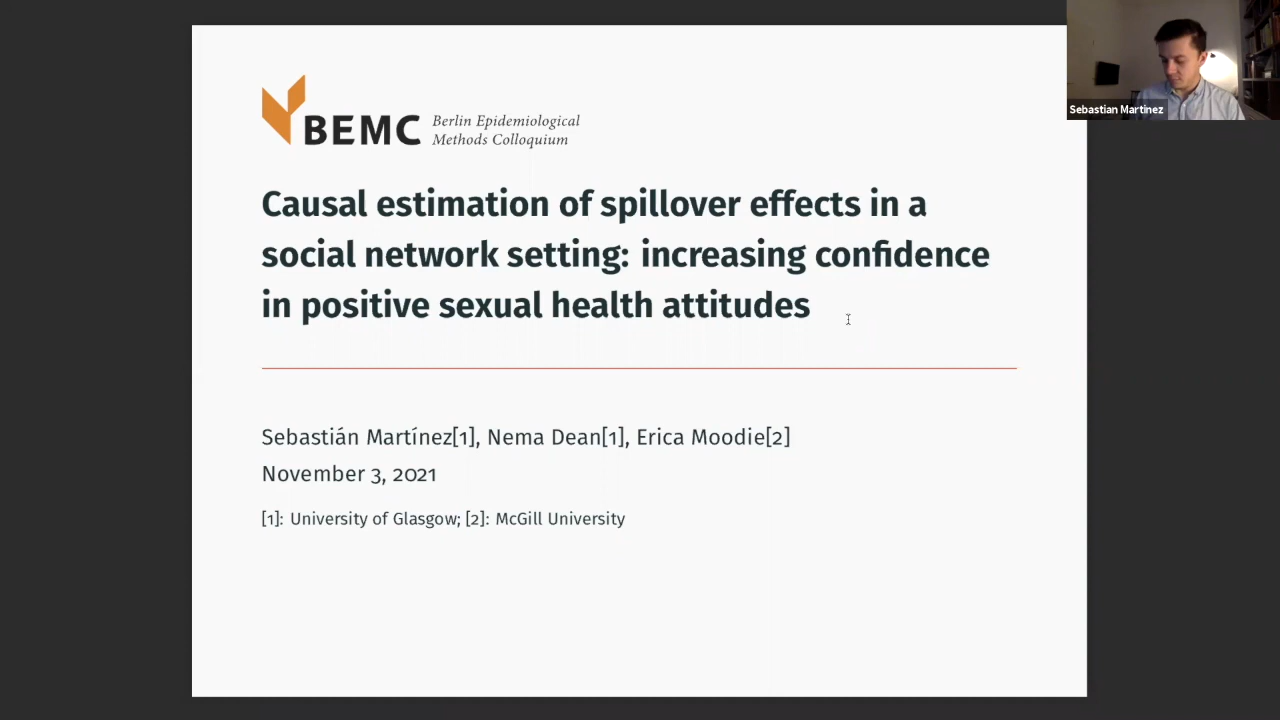 BEMC
Berlin Epidemiological
Methods Colloquium
Causal estimation of spillover effects in a
social network setting: increasing confidence
in positive sexual health attitudes
Sebastián Martínez[1], Nema Dean[1], Erica Moodie[2]
November 3, 2021
[1]: University of Glasgow; [2]: McGill University
Sebastian Martinez